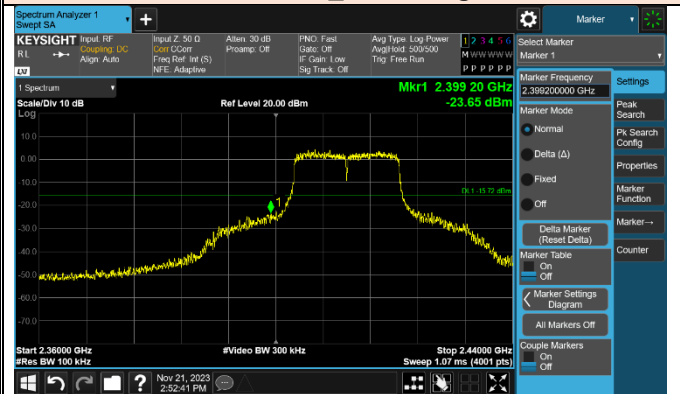 Spectrum Analyzer 1
Swept SA
+
Marker
KEYSIGHT
RL
LXI
Input: RF
Coupling: DC
Align: Auto
Input Z: 50 Ω
Corr CCorr
Freq Ref: Int (S)
NFE: Adaptive
Atten: 30 dB
Preamp: Off
PNO: Fast
Gate: Off
IF Gain: Low
Sig Track: Off
Avg Type: Log-Power
Avg|Hold: 500/500
Trig: Free Run
1 2 3 4 5 6
M W W W W W
P P P P P P
Select Marker
Marker 1
1 Spectrum
Scale/Div 10 dB
Log
Ref Level 20.00 dBm
Mkr1 2.399 20 GHz
-23.65 dBm
10.0
0.00
-10.0
-20.0
-30.0
-40.0
-50.0
-60.0
-70.0
1
DL1 -15.72 dBm
Start 2.36000 GHz
#Res BW 100 kHz
#Video BW 300 kHz
Stop 2.44000 GHz
Sweep 1.07 ms (4001 pts)
Marker Frequency
2.399200000 GHz
Marker Mode
Normal
Delta (Δ)
Fixed
Off
Delta Marker
(Reset Delta)
Marker Table
On
Off
Marker Settings
Diagram
All Markers Off
Couple Markers
On
Off
Settings
Peak
Search
Pk Search
Config
Properties
Marker
Function
Marker→
Counter
?
Nov 21, 2023
2:52:41 PM